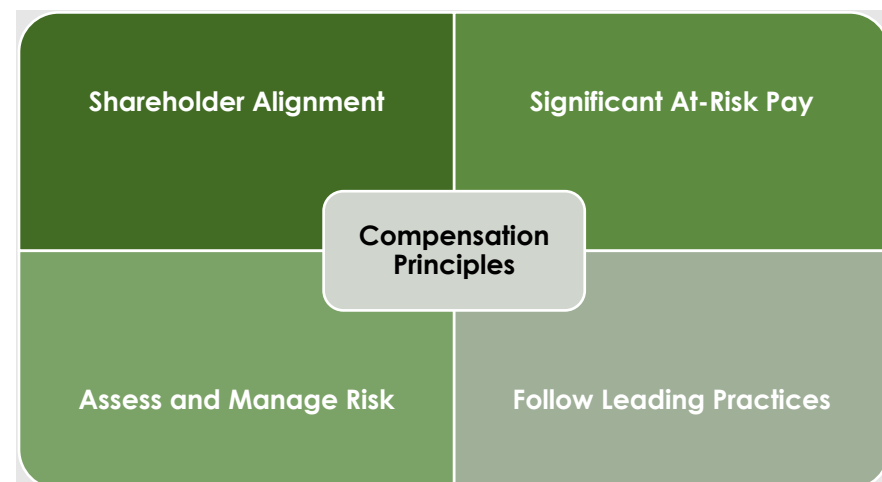 Shareholder Alignment
Significant At-Risk Pay
Compensation
Principles
Assess and Manage Risk
Follow Leading Practices